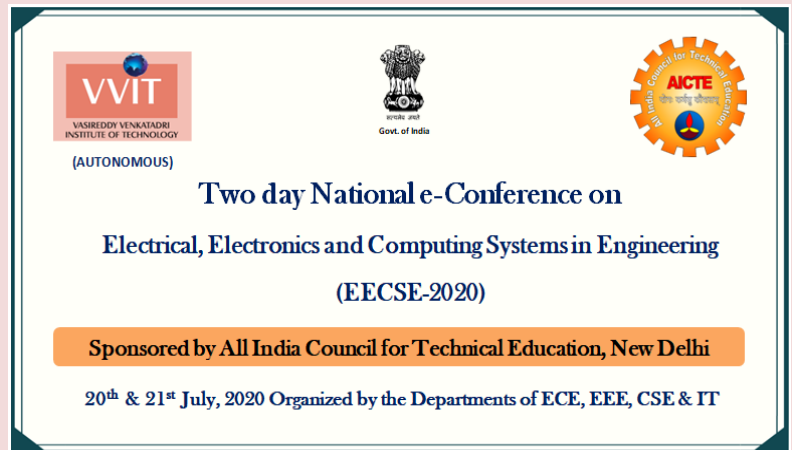 VVIT
VASIREDDY VENKATADRI
INSTITUTE OF TECHNOLOGY
(AUTONOMOUS)
सत्यमेव जयते
Govt. of India
All India Council for Technical Education
AICTE
Two day National e-Conference on
Electrical, Electronics and Computing Systems in Engineering
(EECSE-2020)
Sponsored by All India Council for Technical Education, New Delhi
20th & 21st July, 2020 Organized by the Departments of ECE, EEE, CSE & IT